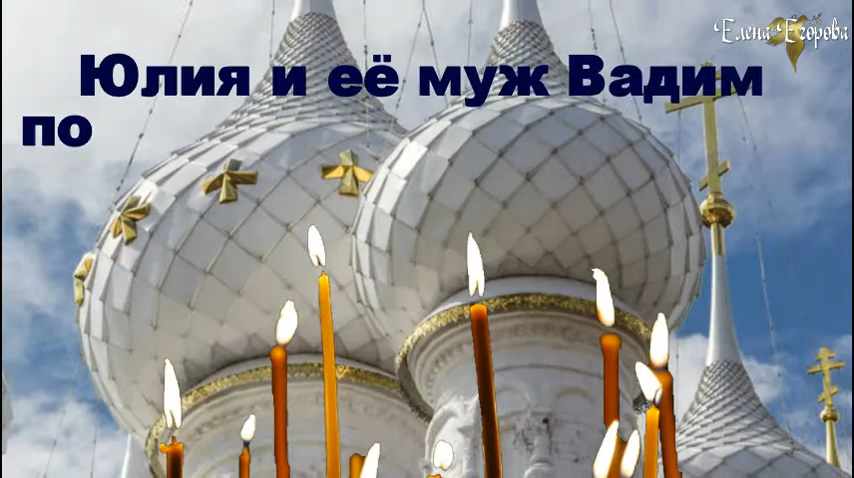 Елена Егорова
Юлия и её муж Вадим
по